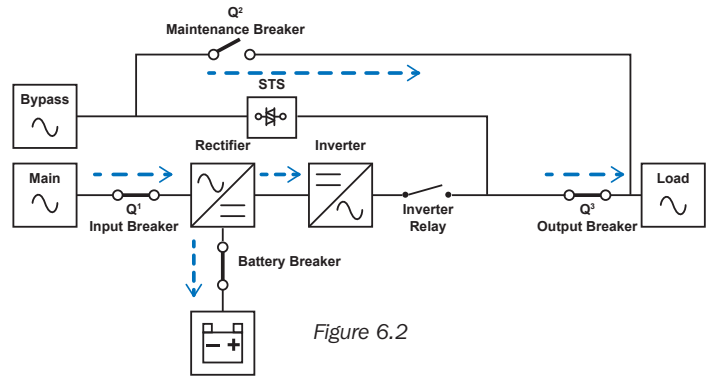 Q²
Maintenance Breaker
STS
Bypass
Rectifier
Inverter
Main
Load
Q¹
Input Breaker
Inverter
Relay
Q³
Output Breaker
Battery Breaker
Figure 6.2